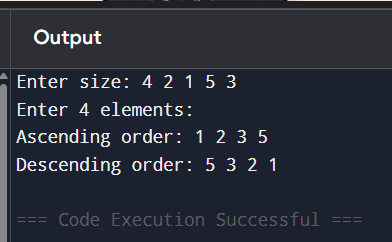 Output
Enter size: 4 2 1 5 3
Enter 4 elements:
Ascending order: 1 2 3 5
Descending order: 5 3 2 1
=== Code Execution Successful ===